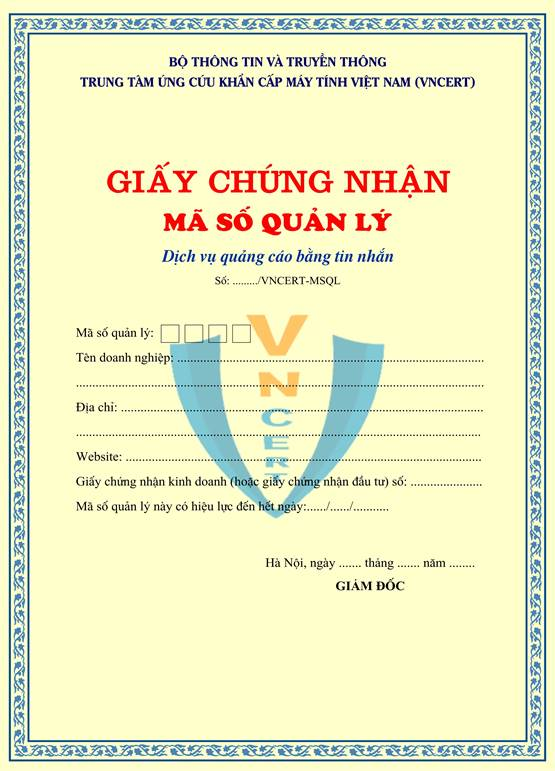 BỘ THÔNG TIN VÀ TRUYỀN THÔNG
TRUNG TÂM ỨNG CỨU KHẨN CẤP MÁY TÍNH VIỆT NAM (VNCERT)
GIẤY CHỨNG NHẬN
MÃ SỐ QUẢN LÝ
Dịch vụ quảng cáo bằng tin nhắn
Số: ........./VNCERT-MSQL
Mã số quản lý:
Tên doanh nghiệp: ..........................................................................................
........................................................................................................................
Địa chỉ: ...........................................................................................................
........................................................................................................................
Website: .........................................................................................................
Giấy chứng nhận kinh doanh (hoặc giấy chứng nhận đầu tư) số: ......................
Mã số quản lý này có hiệu lực đến hết ngày:....../....../...........
Hà Nội, ngày ....... tháng ....... năm ........
GIÁM ĐỐC
VNCERT